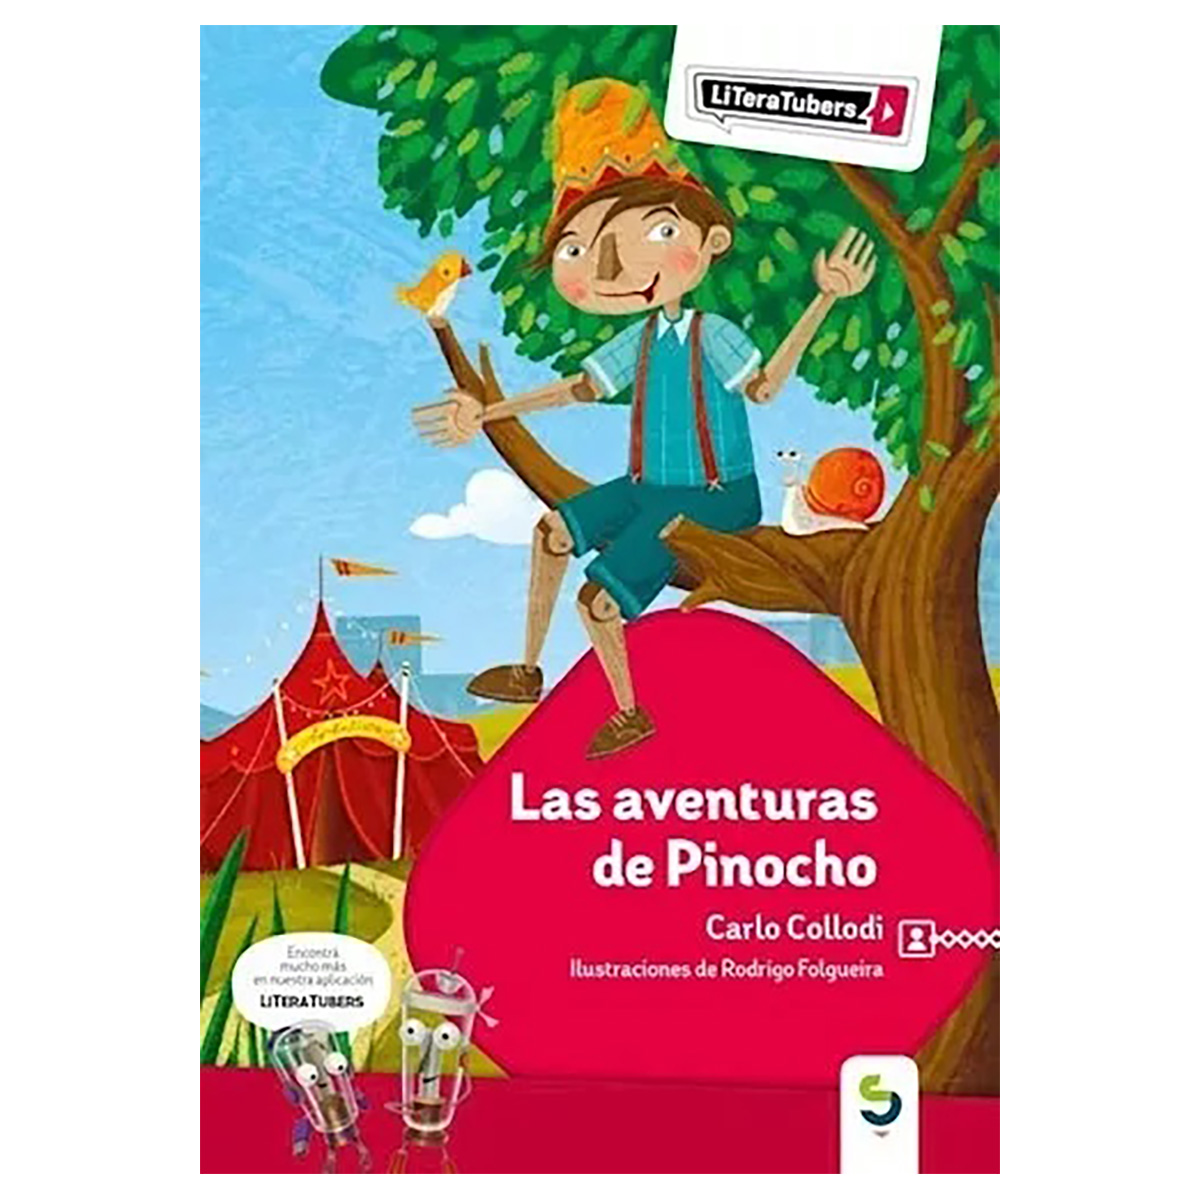 LiTeraTubers
Las aventuras
de Pinocho
Carlo Collodi
Ilustraciones de Rodrigo Folgueira
Encontrá
mucho más
en nuestra aplicación
LiTERATUBERS